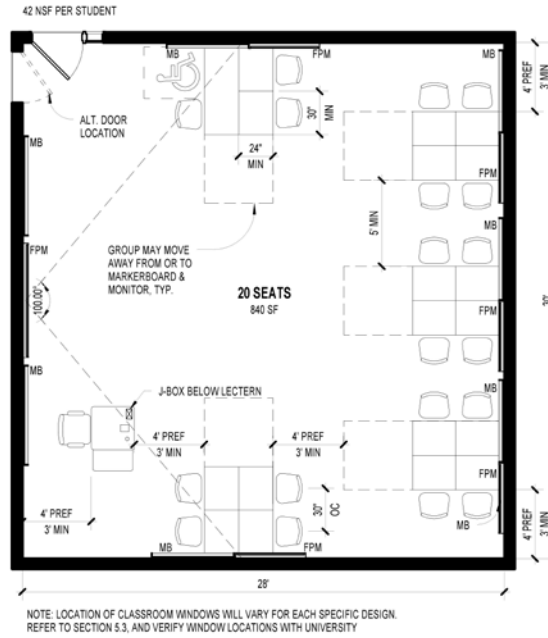 42 NSF PER STUDENT
MB
FPM
MB
4' PREF
3' MIN
ALT. DOOR
LOCATION
MB
30"
MIN
24"
MIN
FPM
5' MIN
MB
GROUP MAY MOVE
AWAY FROM OR TO
MARKERBOARD &
MONITOR, TYP.
FPM
100.00°
20 SEATS
840 SF
30'
FPM
MB
J-BOX BELOW LECTERN
MB
4' PREF
3' MIN
4' PREF
3' MIN
FPM
4' PREF
3' MIN
30"
OC
MB
4' PREF
3' MIN
MB
FPM
28'
NOTE: LOCATION OF CLASSROOM WINDOWS WILL VARY FOR EACH SPECIFIC DESIGN.
REFER TO SECTION 5.3, AND VERIFY WINDOW LOCATIONS WITH UNIVERSITY